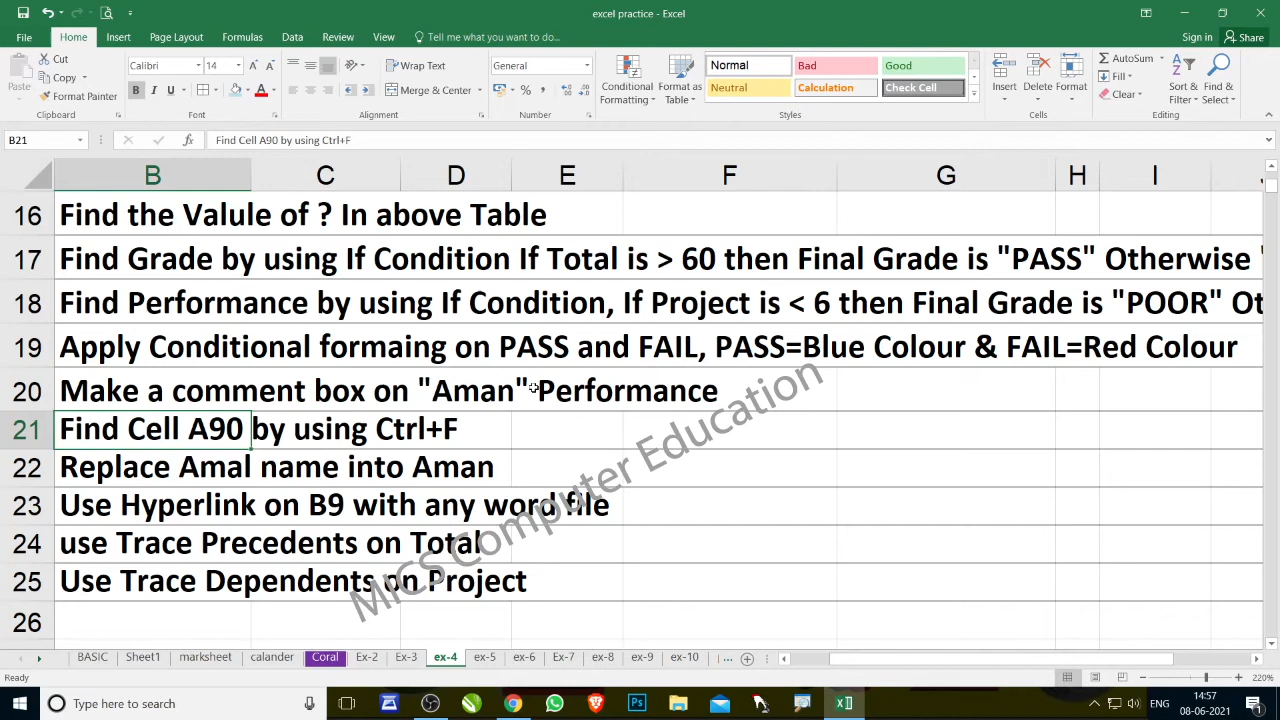 excel practice - Excel
File Home Insert Page Layout Formulas Data Review View Tell me what you want to do... Sign in Share
Cut Calibri 14 A A Wrap Text General Normal Bad Good AutoSum
Paste Copy Conditional Formatting Format as Table Insert Delete Format Fill Sort & Filter Find & Select
Format Painter B I U A Merge & Center % , Neutral Calculation Check Cell Clear
Clipboard Font Alignment Number Styles Cells Editing
B21 fx Find Cell A90 by using Ctrl+F
B C D E F G H I
16 Find the Valule of ? In above Table
17 Find Grade by using If Condition If Total is > 60 then Final Grade is "PASS" Otherwise "
18 Find Performance by using If Condition, If Project is < 6 then Final Grade is "POOR" Ot
19 Apply Conditional formaing on PASS and FAIL, PASS=Blue Colour & FAIL=Red Colour
20 Make a comment box on "Aman" Performance
21 Find Cell A90 by using Ctrl+F
22 Replace Amal name into Aman
23 Use Hyperlink on B9 with any word file
24 use Trace Precedents on Total
25 Use Trace Dependents on Project
26
MICS Computer Education
BASIC Sheet1 marksheet calander Coral Ex-2 Ex-3 ex-4 ex-5 ex-6 Ex-7 ex-8 ex-9 ex-10 ...
Ready 220%
Type here to search ENG 14:57
08-06-2021